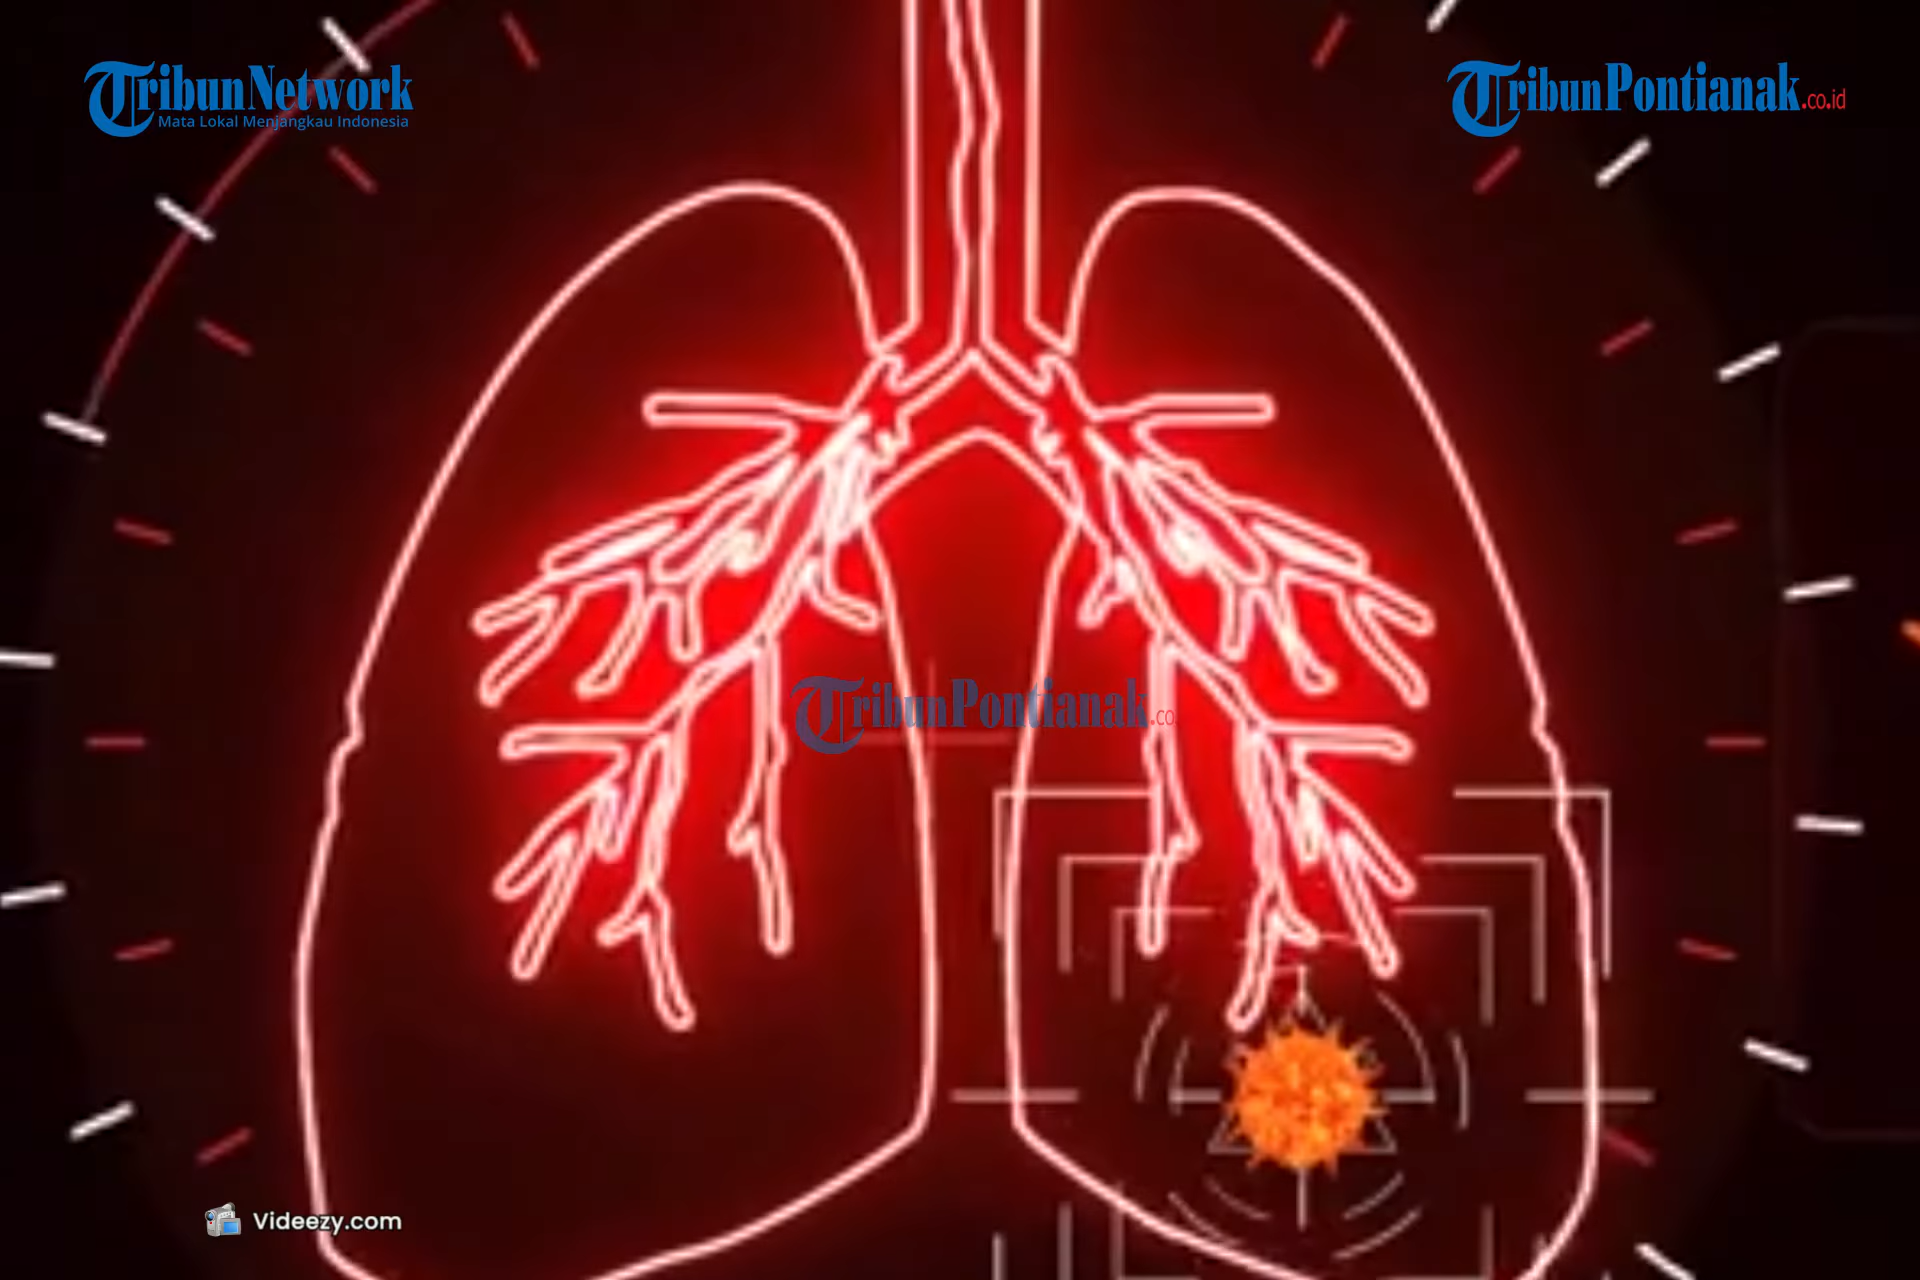 TribunNetwork
Mata Lokal Menjangkau Indonesia
TribunPontianak.co.id
TribunPontianak.co
Videezy.com